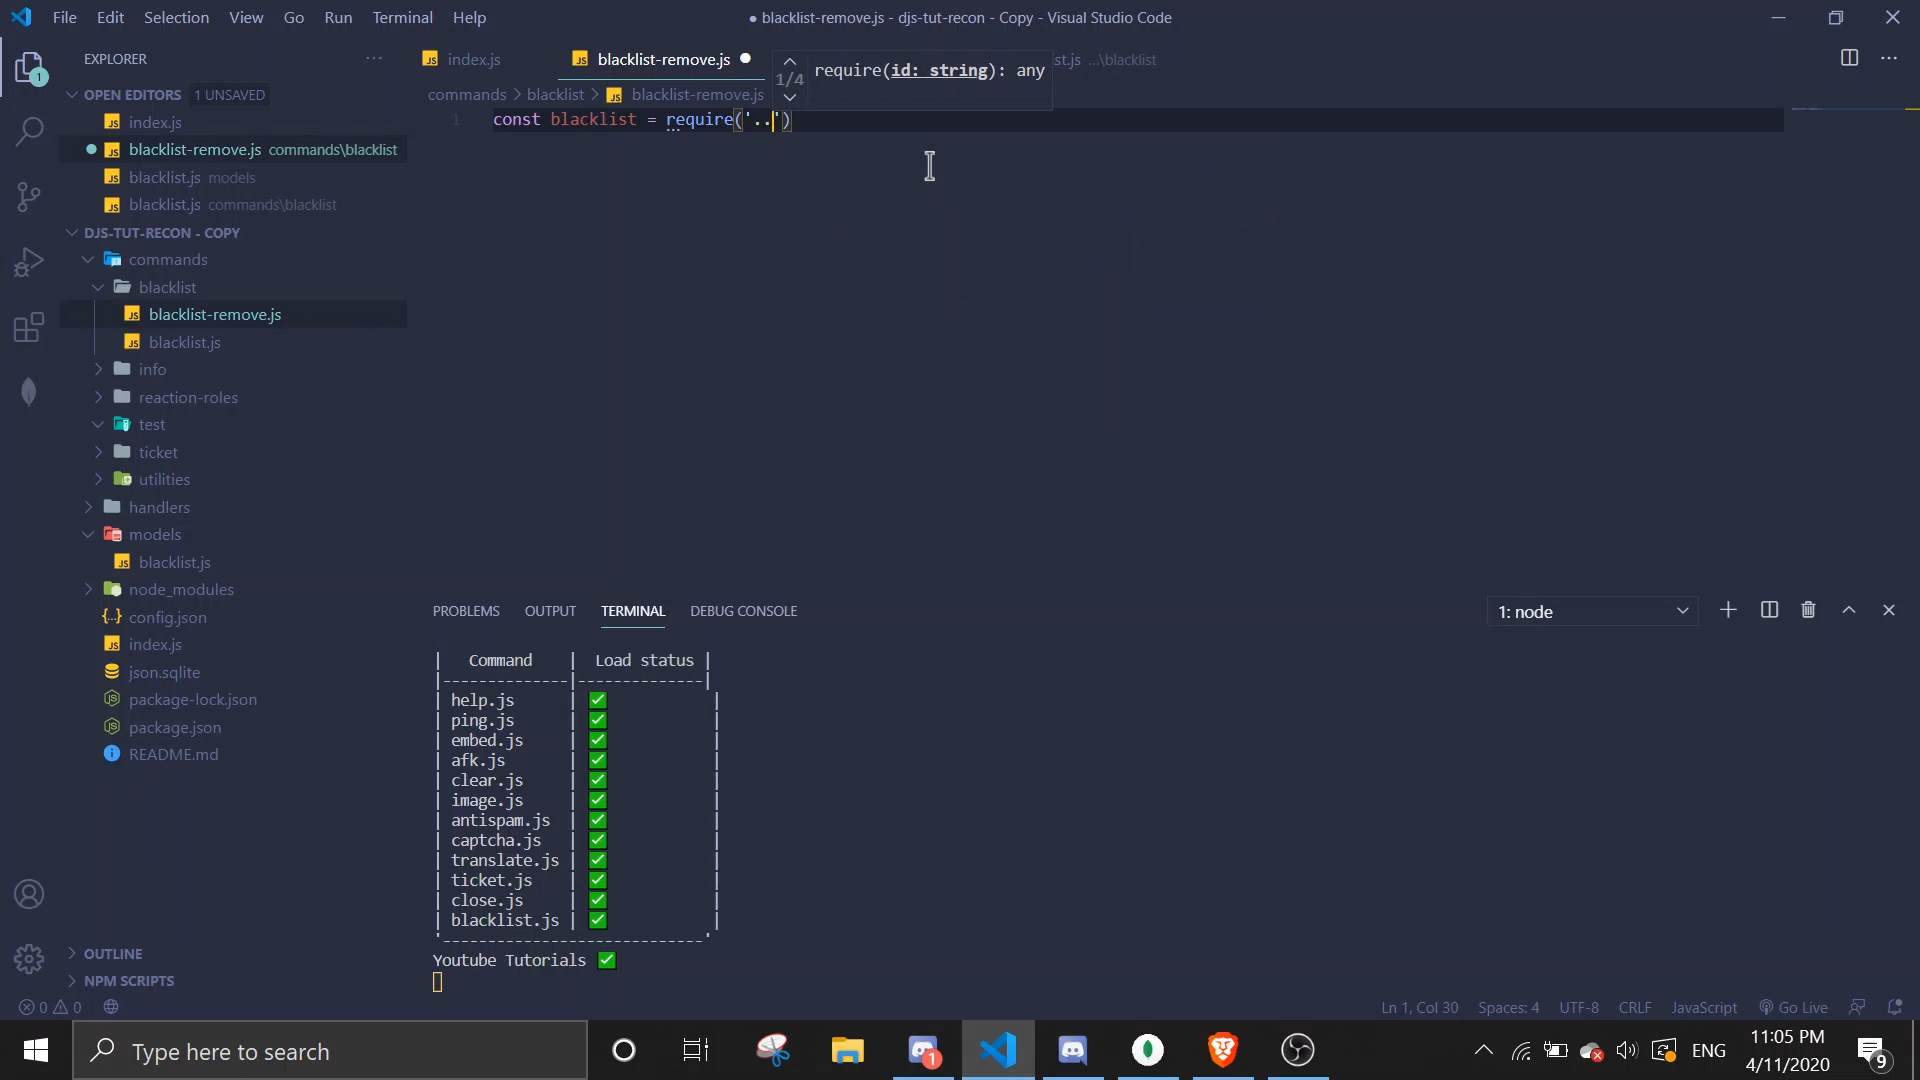 File Edit Selection View Go Run Terminal Help
● blacklist-remove.js - djs-tut-recon - Copy - Visual Studio Code
EXPLORER
1
OPEN EDITORS 1 UNSAVED
index.js
blacklist-remove.js commands\blacklist
blacklist.js models
blacklist.js commands\blacklist
DJS-TUT-RECON - COPY
commands
blacklist
blacklist-remove.js
blacklist.js
info
reaction-roles
test
ticket
utilities
handlers
models
blacklist.js
node_modules
config.json
index.js
json.sqlite
package-lock.json
package.json
README.md
OUTLINE
NPM SCRIPTS
index.js
blacklist-remove.js
st.js ...\blacklist
1/4
require(id: string): any
commands > blacklist > blacklist-remove.js
1 const blacklist = require('..')
PROBLEMS OUTPUT TERMINAL DEBUG CONSOLE
1: node
| Command | Load status |
|--------------|--------------|
| help.js | ✅ |
| ping.js | ✅ |
| embed.js | ✅ |
| afk.js | ✅ |
| clear.js | ✅ |
| image.js | ✅ |
| antispam.js | ✅ |
| captcha.js | ✅ |
| translate.js | ✅ |
| ticket.js | ✅ |
| close.js | ✅ |
| blacklist.js | ✅ |
'-----------------------------'
Youtube Tutorials ✅
0 0
Ln 1, Col 30 Spaces: 4 UTF-8 CRLF JavaScript Go Live
Type here to search
1
ENG
11:05 PM
4/11/2020
9